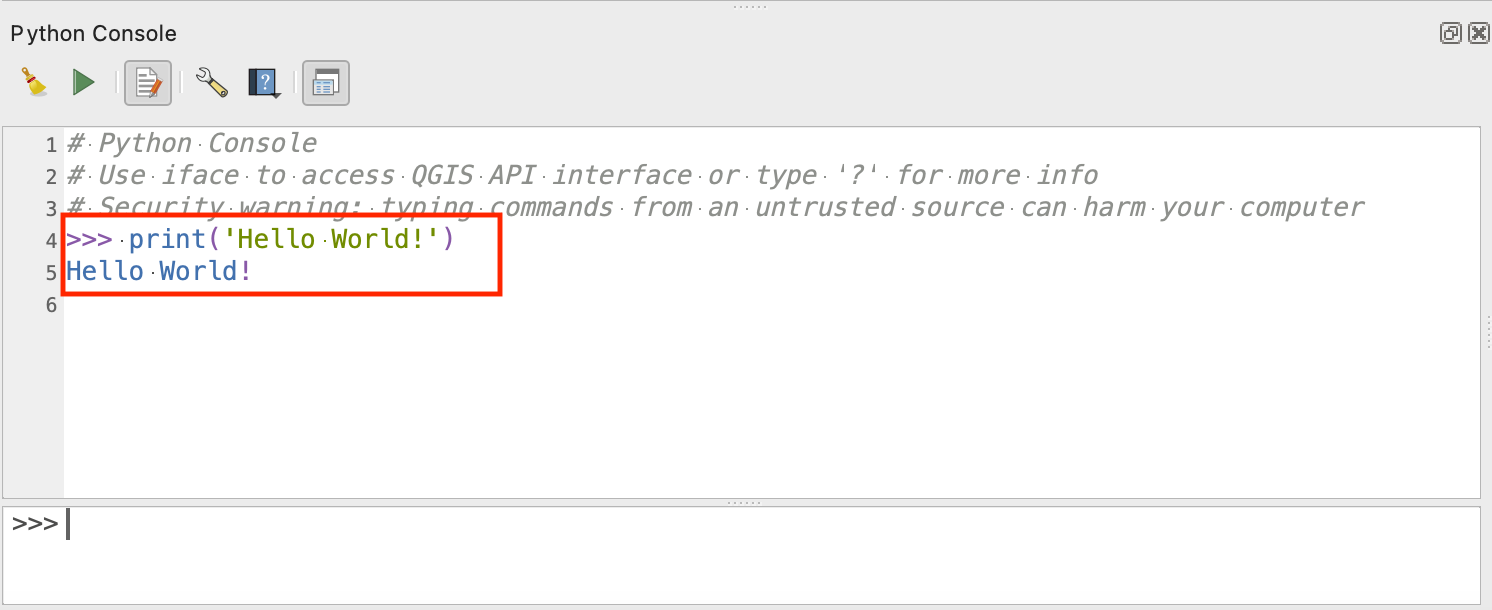 Python Console
1 # Python Console
2 # Use iface to access QGIS API interface or type '?' for more info
3 # Security warning: typing commands from an untrusted source can harm your computer
4 >>> print('Hello World!')
5 Hello World!
6
>>>